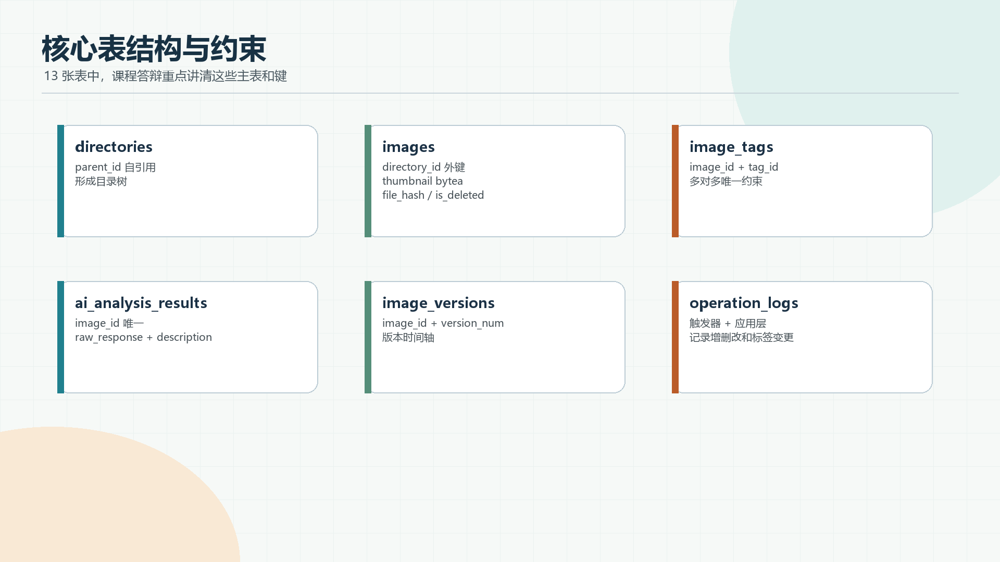 核心表结构与约束
13 张表中，课程答辩重点讲清这些主表和键
directories
parent_id 自引用
形成目录树
images
directory_id 外键
thumbnail bytea
file_hash / is_deleted
image_tags
image_id + tag_id
多对多唯一约束
ai_analysis_results
image_id 唯一
raw_response + description
image_versions
image_id + version_num
版本时间轴
operation_logs
触发器 + 应用层
记录增删改和标签变更